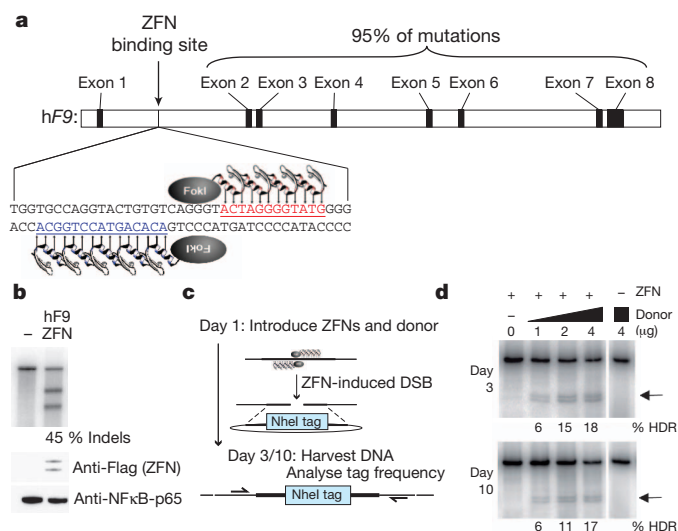 a
ZFN
binding site
95% of mutations
Exon 1
Exon 2
Exon 3
Exon 4
Exon 5
Exon 6
Exon 7
Exon 8
hF9:
FokI
TGGTGCCAGGTACTGTGTCAGGGTACTAGGGGTATGGGG
ACCACGGTCCATGACACAGTCCCATGATCCCCATACCCC
FokI
b
hF9
– ZFN
45 % Indels
Anti-Flag (ZFN)
Anti-NFκB-p65
c
Day 1: Introduce ZFNs and donor
ZFN-induced DSB
NheI tag
Day 3/10: Harvest DNA
Analyse tag frequency
NheI tag
d
+ + + + – ZFN
– Donor
0 1 2 4 4 (μg)
Day
3
6 15 18 % HDR
Day
10
6 11 17 % HDR